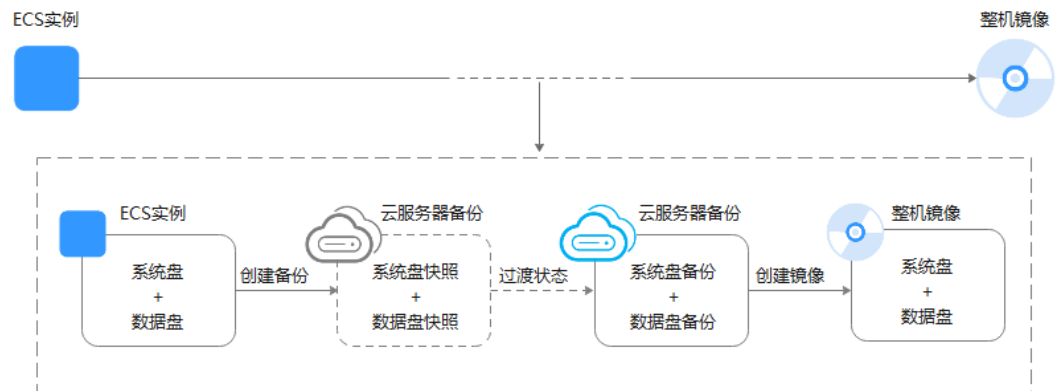 ECS实例
整机镜像
ECS实例
云服务器备份
云服务器备份
整机镜像
系统盘
+
数据盘
创建备份
系统盘快照
+
数据盘快照
过渡状态
系统盘备份
+
数据盘备份
创建镜像
系统盘
+
数据盘